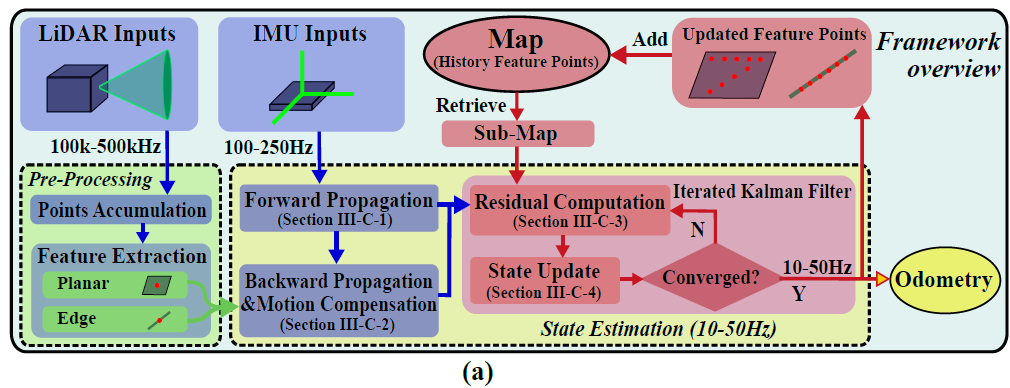 LiDAR Inputs
IMU Inputs
Map
(History Feature Points)
Add
Updated Feature Points
Framework
overview
Retrieve
Sub-Map
100k-500kHz
100-250Hz
Pre-Processing
Points Accumulation
Feature Extraction
Planar
Edge
Forward Propagation
(Section III-C-1)
Backward Propagation
&Motion Compensation
(Section III-C-2)
Iterated Kalman Filter
Residual Computation
(Section III-C-3)
N
State Update
(Section III-C-4)
Converged?
10-50Hz
Y
Odometry
State Estimation (10-50Hz)
(a)